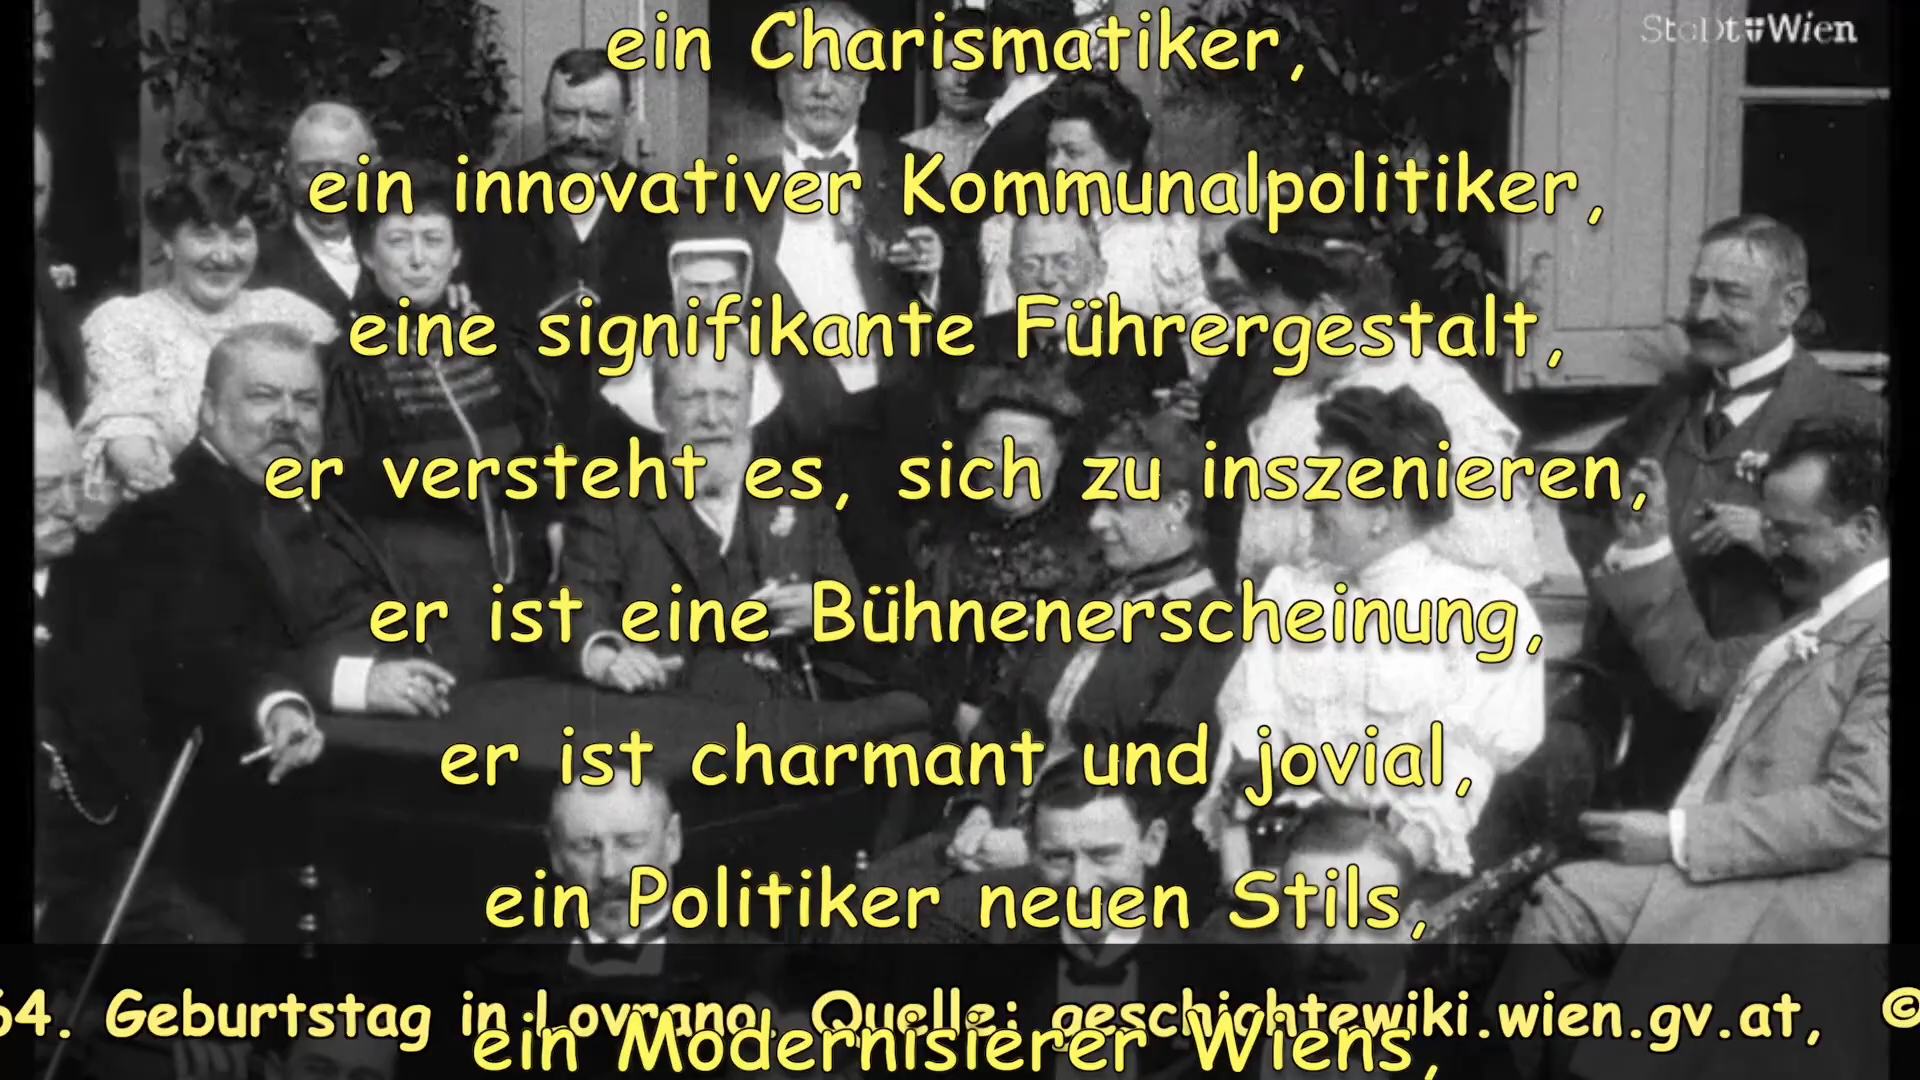 ein Charismatiker,
Stadt Wien
ein innovativer Kommunalpolitiker,
eine signifikante Führergestalt,
er versteht es, sich zu inszenieren,
er ist eine Bühnenerscheinung,
er ist charmant und jovial,
ein Politiker neuen Stils,
64. Geburtstag in Lovrano. Quelle: geschichtewiki.wien.gv.at, ©
ein Modernisierer Wiens,